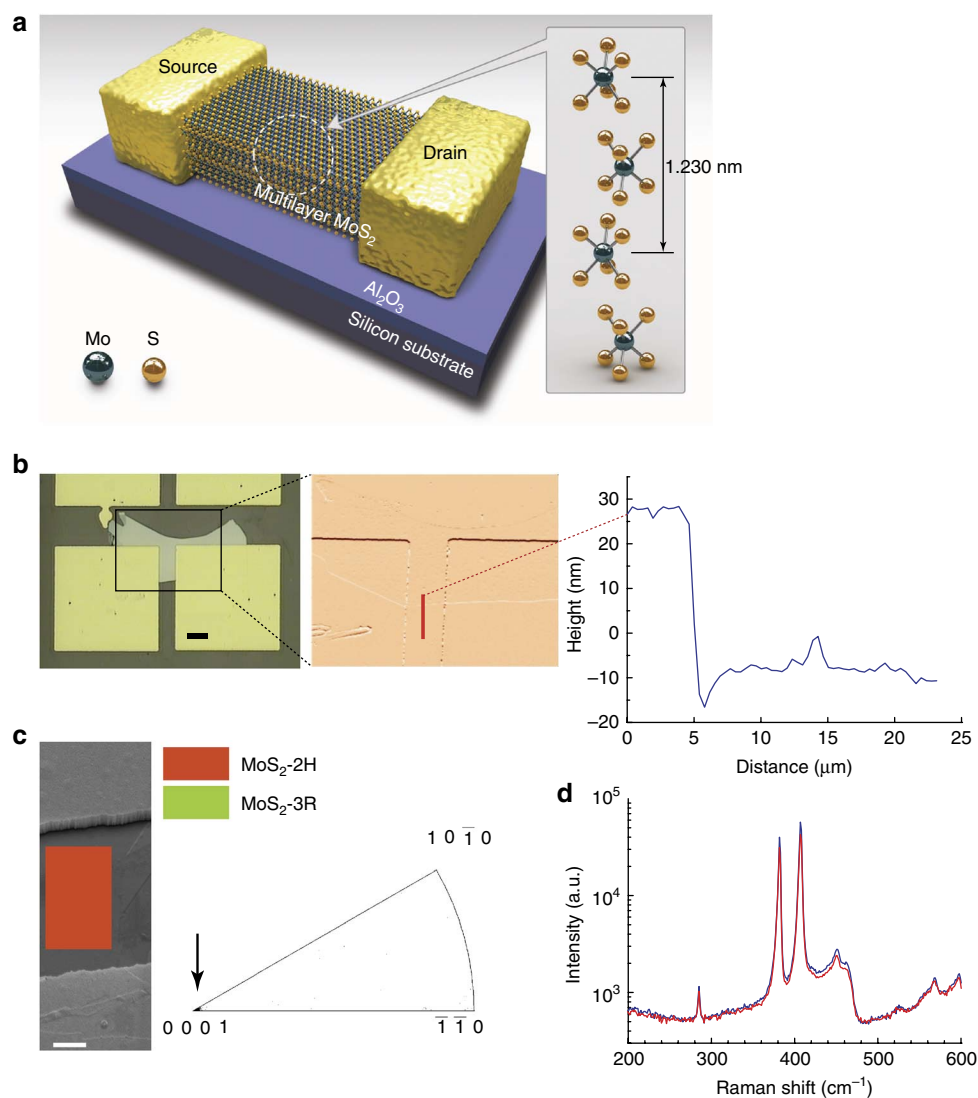 a
Source
Drain
Multilayer MoS2
Al2O3
Silicon substrate
Mo
S
1.230 nm
b
Height (nm)
30
20
10
0
−10
−20
0
5
10
15
20
25
Distance (μm)
c
MoS2-2H
MoS2-3R
1 0 1̅ 0
0 0 0 1
1̅ 1̅ 0
d
Intensity (a.u.)
10^5
10^4
10^3
200
300
400
500
600
Raman shift (cm−1)